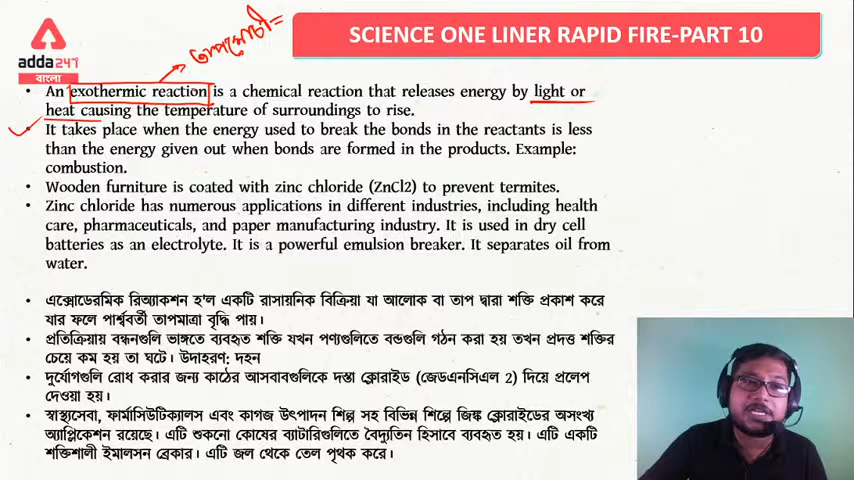 SCIENCE ONE LINER RAPID FIRE-PART 10
adda247
বাংলা
তাপমোচী=
• An exothermic reaction is a chemical reaction that releases energy by light or
heat causing the temperature of surroundings to rise.
• It takes place when the energy used to break the bonds in the reactants is less
than the energy given out when bonds are formed in the products. Example:
combustion.
• Wooden furniture is coated with zinc chloride (ZnCl2) to prevent termites.
• Zinc chloride has numerous applications in different industries, including health
care, pharmaceuticals, and paper manufacturing industry. It is used in dry cell
batteries as an electrolyte. It is a powerful emulsion breaker. It separates oil from
water.
• এক্সোডেরমিক রিঅ্যাকশন হ'ল একটি রাসায়নিক বিক্রিয়া যা আলোক বা তাপ দ্বারা শক্তি প্রকাশ করে
যার ফলে পার্শ্ববর্তী তাপমাত্রা বৃদ্ধি পায়।
• প্রতিক্রিয়ায় বন্ধনগুলি ভাঙ্গতে ব্যবহৃত শক্তি যখন পণ্যগুলিতে বন্ডগুলি গঠন করা হয় তখন প্রদত্ত শক্তির
চেয়ে কম হয় তা ঘটে। উদাহরণ: দহন
• দুর্যোগগুলি রোধ করার জন্য কাঠের আসবাবগুলিকে দস্তা ক্লোরাইড (জেডএনসিএল 2) দিয়ে প্রলেপ
দেওয়া হয়।
• স্বাস্থ্যসেবা, ফার্মাসিউটিক্যালস এবং কাগজ উৎপাদন শিল্প সহ বিভিন্ন শিল্পে জিঙ্ক ক্লোরাইডের অসংখ্য
অ্যাপ্লিকেশন রয়েছে। এটি শুকনো কোষের ব্যাটারিগুলিতে বৈদ্যুতিন হিসাবে ব্যবহৃত হয়। এটি একটি
শক্তিশালী ইমালসন ব্রেকার। এটি জল থেকে তেল পৃথক করে।